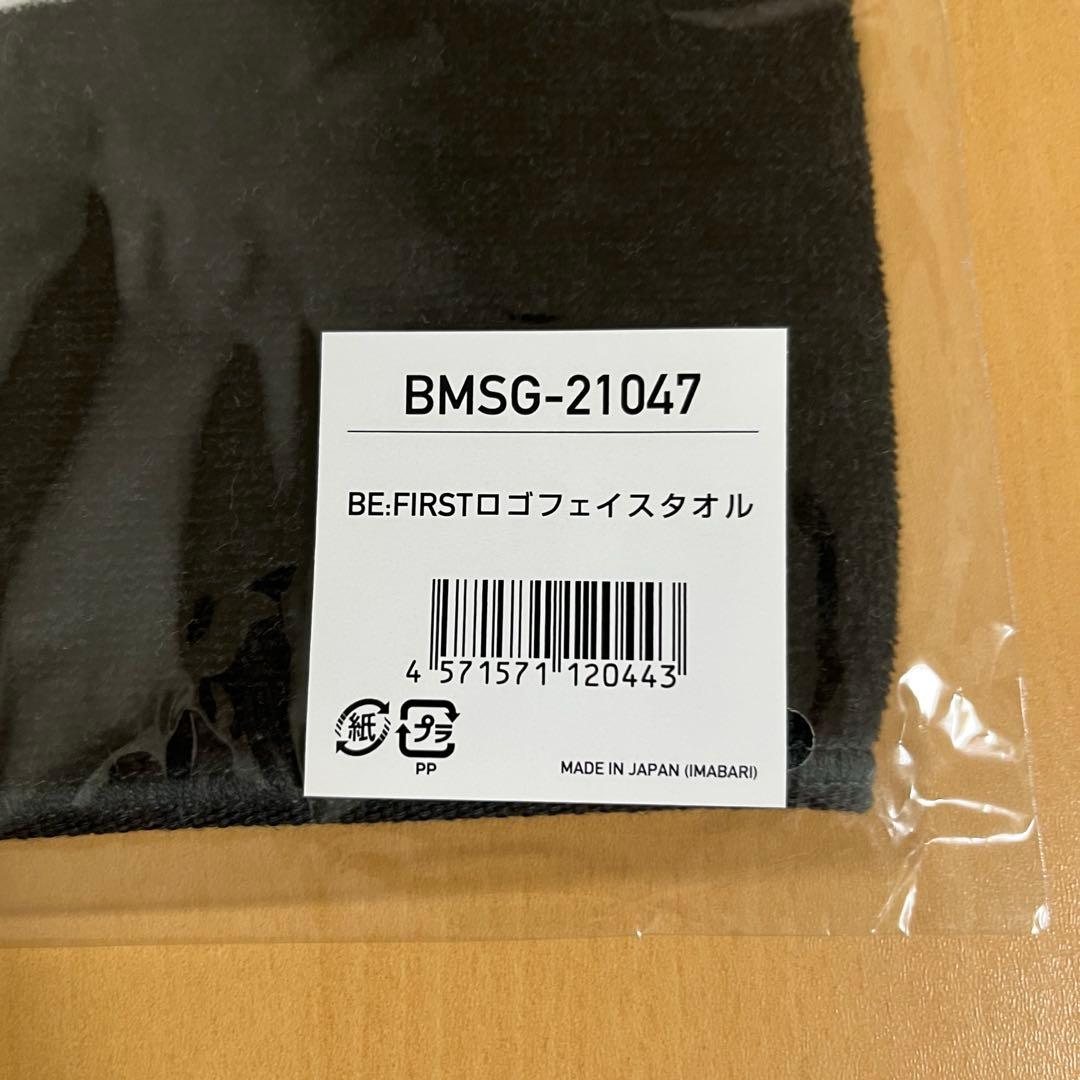 BMSG-21047
BE:FIRSTロゴフェイスタオル
4 571571 120443
紙 プラ
PP
MADE IN JAPAN (IMABARI)